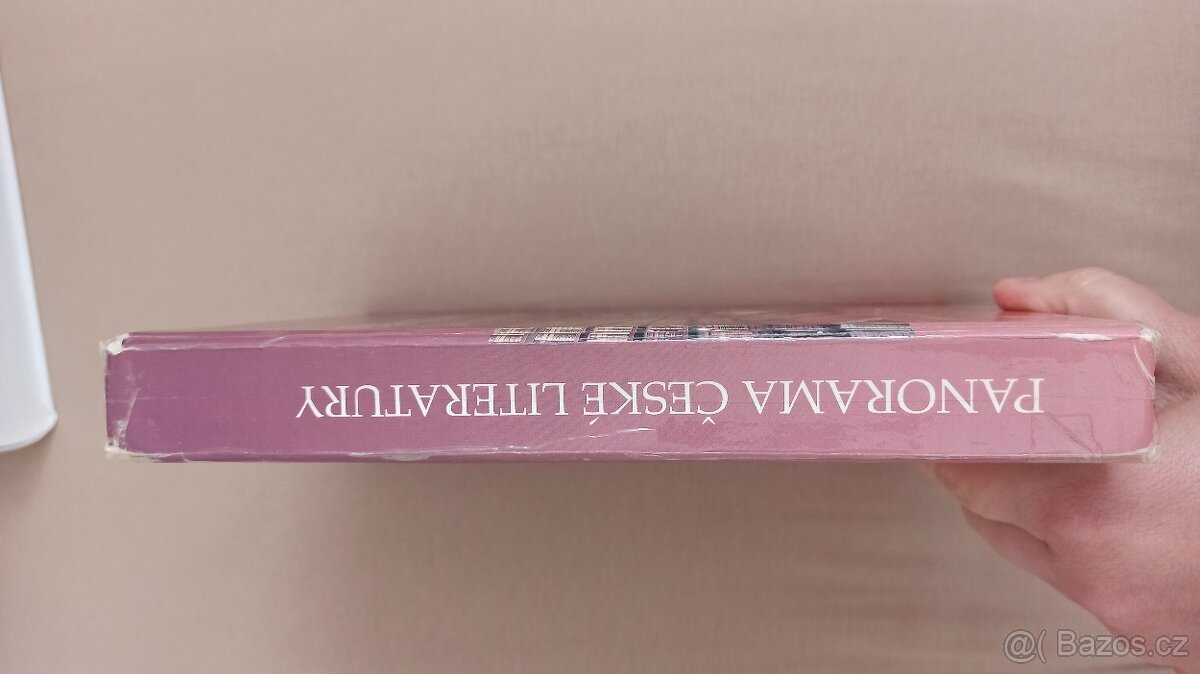 PANORAMA ČESKÉ LITERATURY
@( Bazos.cz